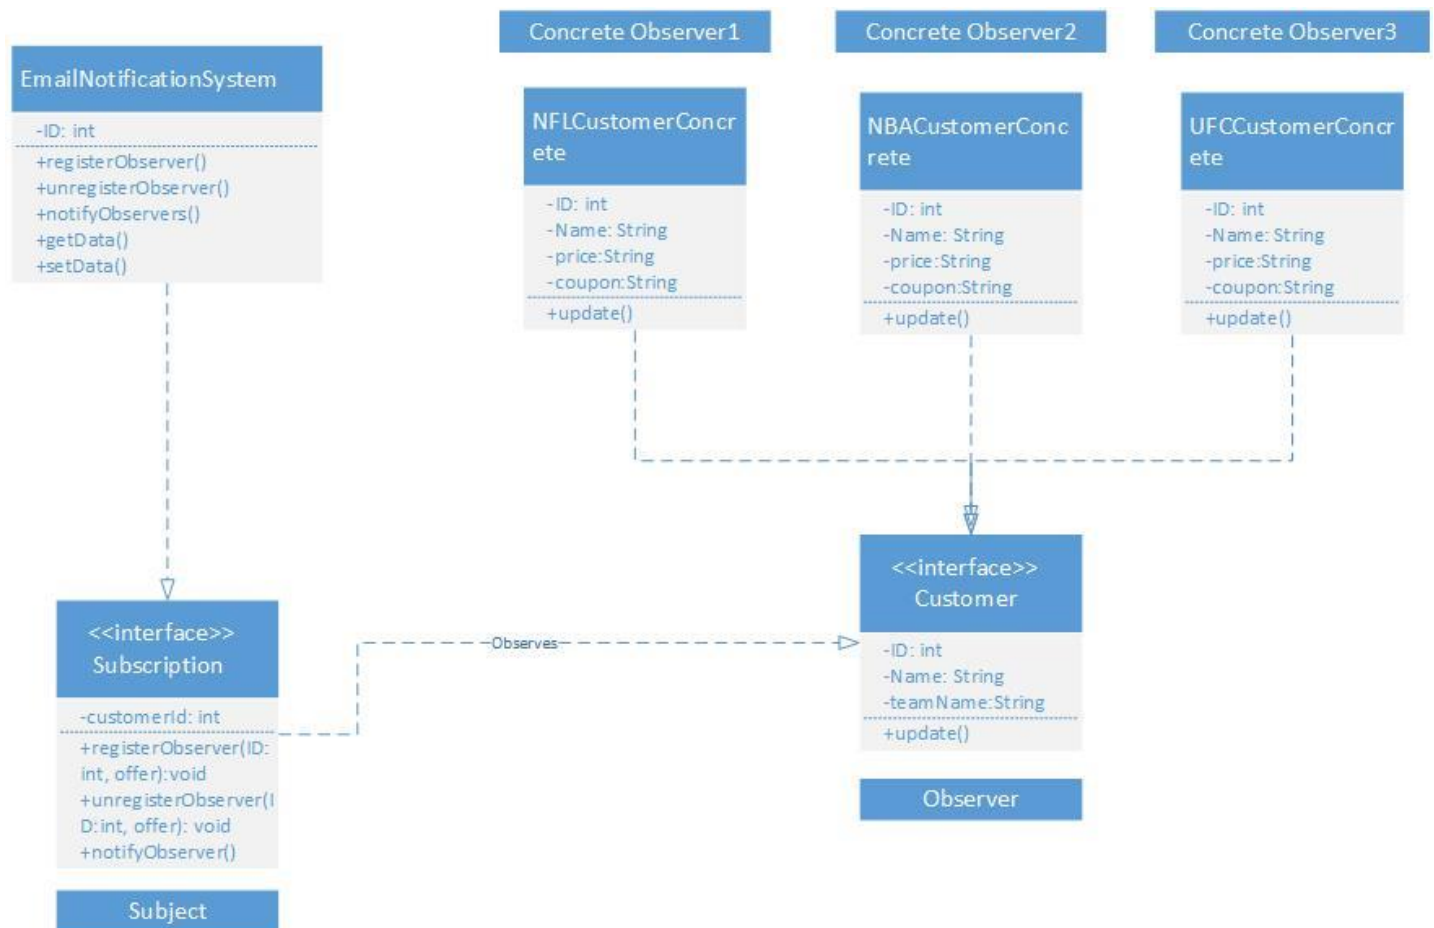 EmailNotificationSystem
-ID: int
+registerObserver()
+unregisterObserver()
+notifyObservers()
+getData()
+setData()
Concrete Observer1
NFLCustomerConcr
ete
-ID: int
-Name: String
-price:String
-coupon:String
+update()
Concrete Observer2
NBACustomerConc
rete
-ID: int
-Name: String
-price:String
-coupon:String
+update()
Concrete Observer3
UFCCustomerConcr
ete
-ID: int
-Name: String
-price:String
-coupon:String
+update()
<<interface>>
Subscription
-customerId: int
+registerObserver(ID:
int, offer):void
+unregisterObserver(I
D:int, offer): void
+notifyObserver()
Subject
Observes
<<interface>>
Customer
-ID: int
-Name: String
-teamName:String
+update()
Observer